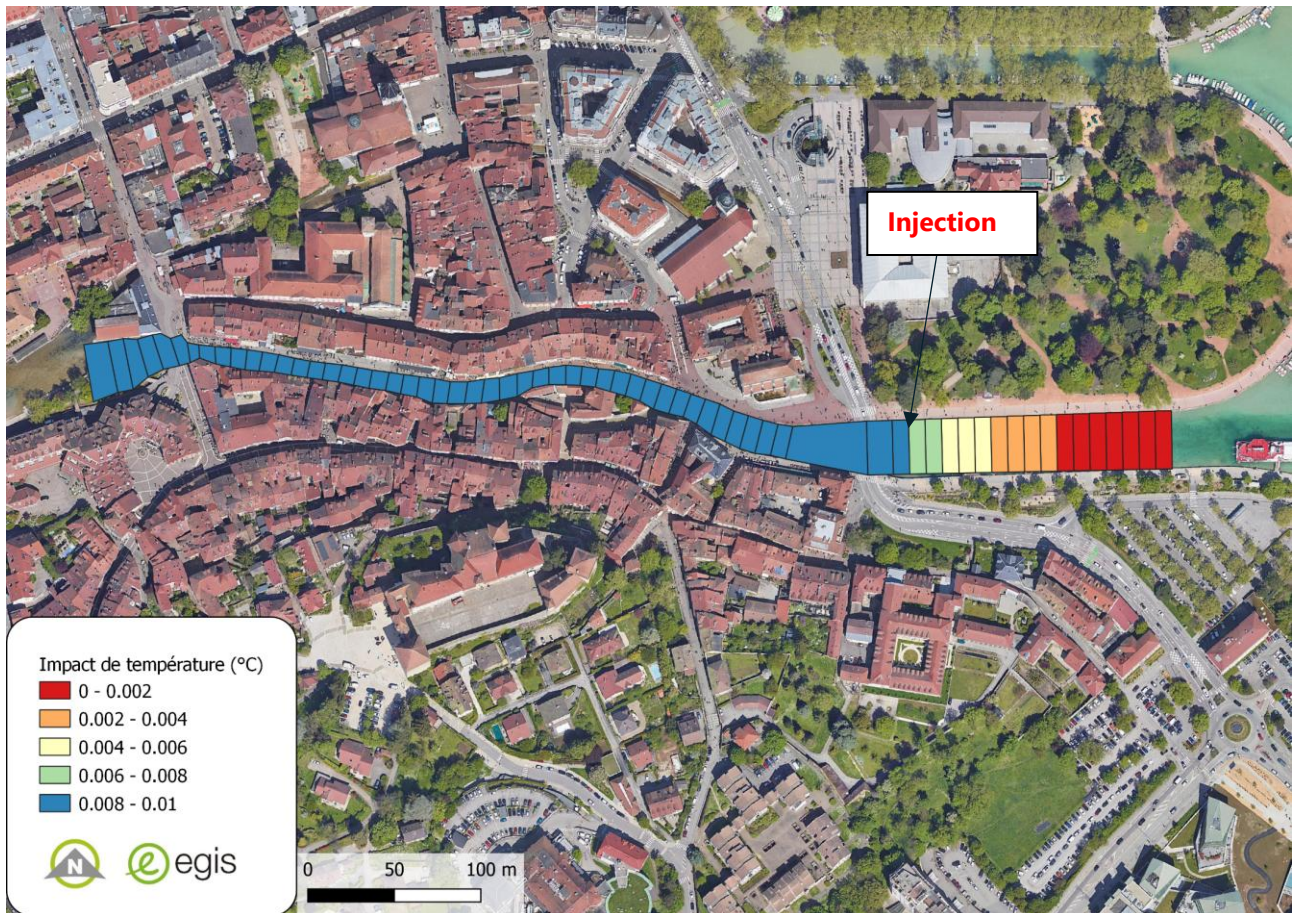 Injection
Impact de température (°C)
0 - 0.002
0.002 - 0.004
0.004 - 0.006
0.006 - 0.008
0.008 - 0.01
N
egis
0 50 100 m